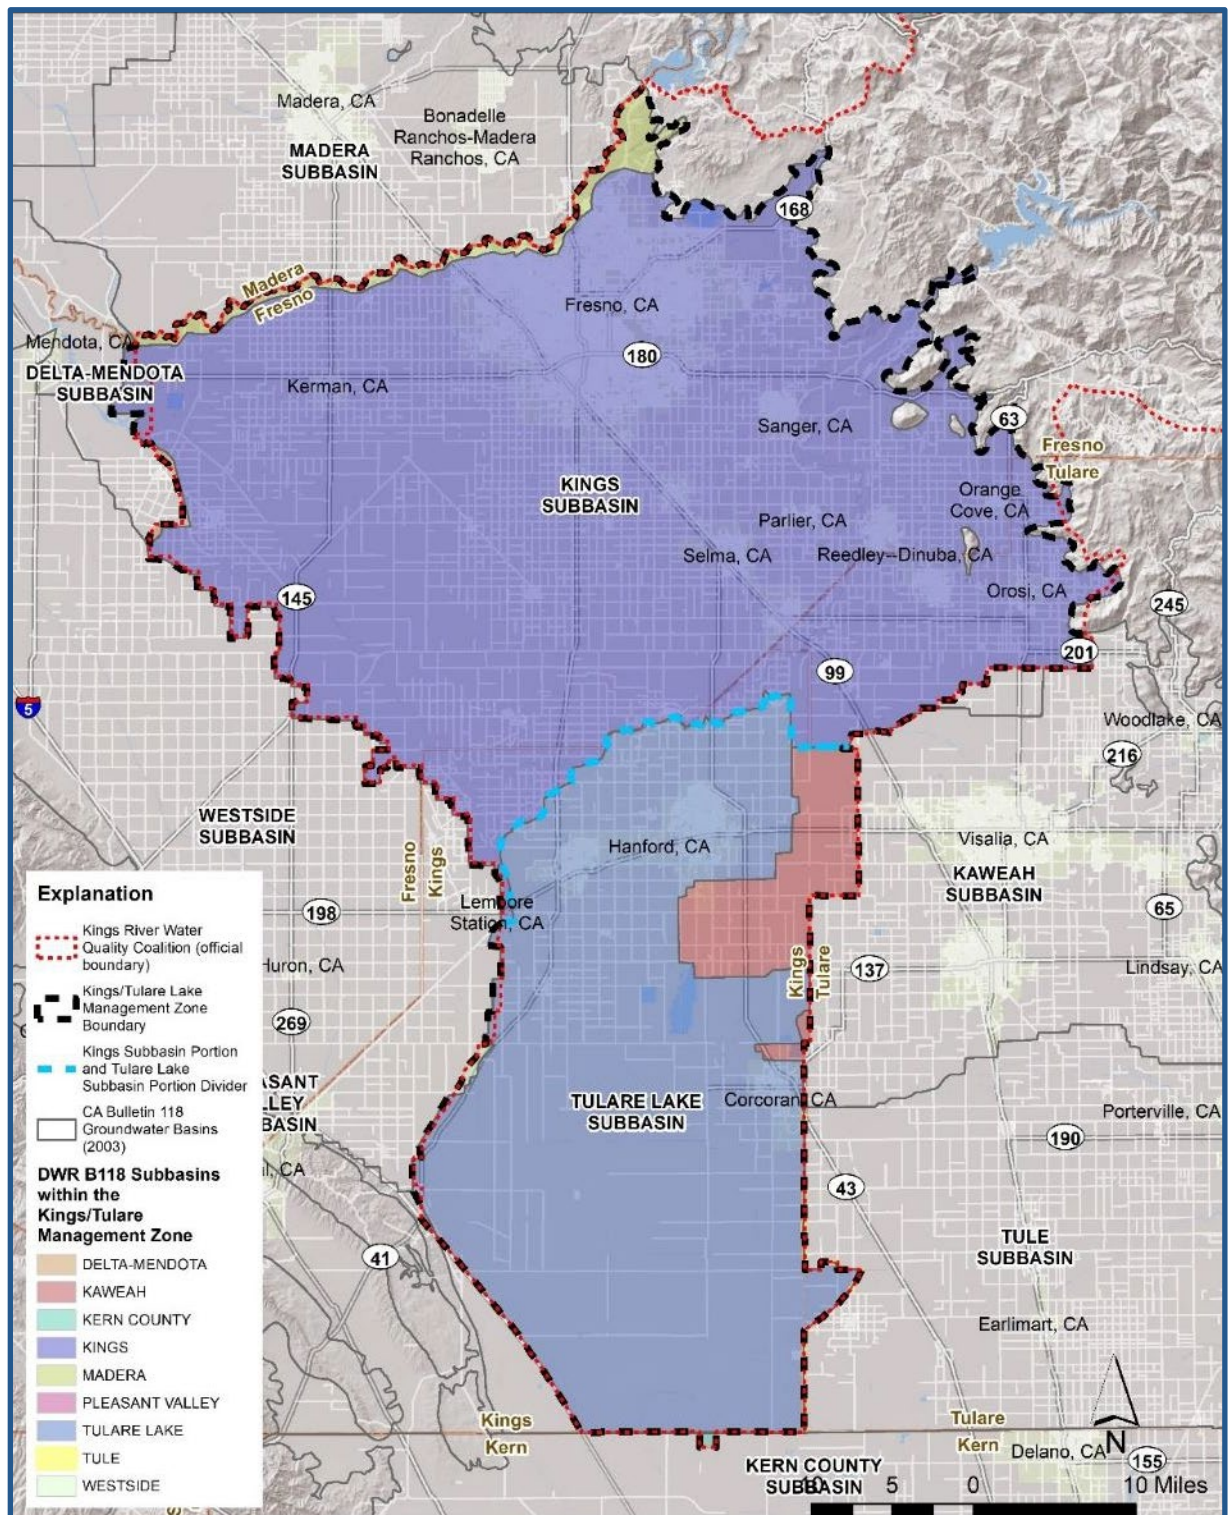 Madera, CA
Bonadelle
Ranchos-Madera
Ranchos, CA
MADERA
SUBBASIN
168
Madera
Fresno
Fresno, CA
Mendota, CA
180
DELTA-MENDOTA
SUBBASIN
Kerman, CA
Sanger, CA
63
Fresno
Tulare
KINGS
SUBBASIN
Orange
Cove, CA
Parlier, CA
Selma, CA
Reedley--Dinuba, CA
Orosi, CA
145
245
201
99
5
Woodlake, CA
216
WESTSIDE
SUBBASIN
Fresno
Kings
Hanford, CA
Visalia, CA
KAWEAH
SUBBASIN
Lemoore
Station, CA
198
65
Kings
Tulare
137
Lindsay, CA
Huron, CA
269
TULARE LAKE
SUBBASIN
Corcoran, CA
ASANT
LLEY
BASIN
Porterville, CA
190
al, CA
43
41
TULE
SUBBASIN
Earlimart, CA
Kings
Kern
Tulare
Kern
Delano, CA
155
KERN COUNTY
SUBBASIN
N
10 5 0 10 Miles
Explanation
Kings River Water
Quality Coalition (official
boundary)
Kings/Tulare Lake
Management Zone
Boundary
Kings Subbasin Portion
and Tulare Lake
Subbasin Portion Divider
CA Bulletin 118
Groundwater Basins
(2003)
DWR B118 Subbasins
within the
Kings/Tulare
Management Zone
DELTA-MENDOTA
KAWEAH
KERN COUNTY
KINGS
MADERA
PLEASANT VALLEY
TULARE LAKE
TULE
WESTSIDE